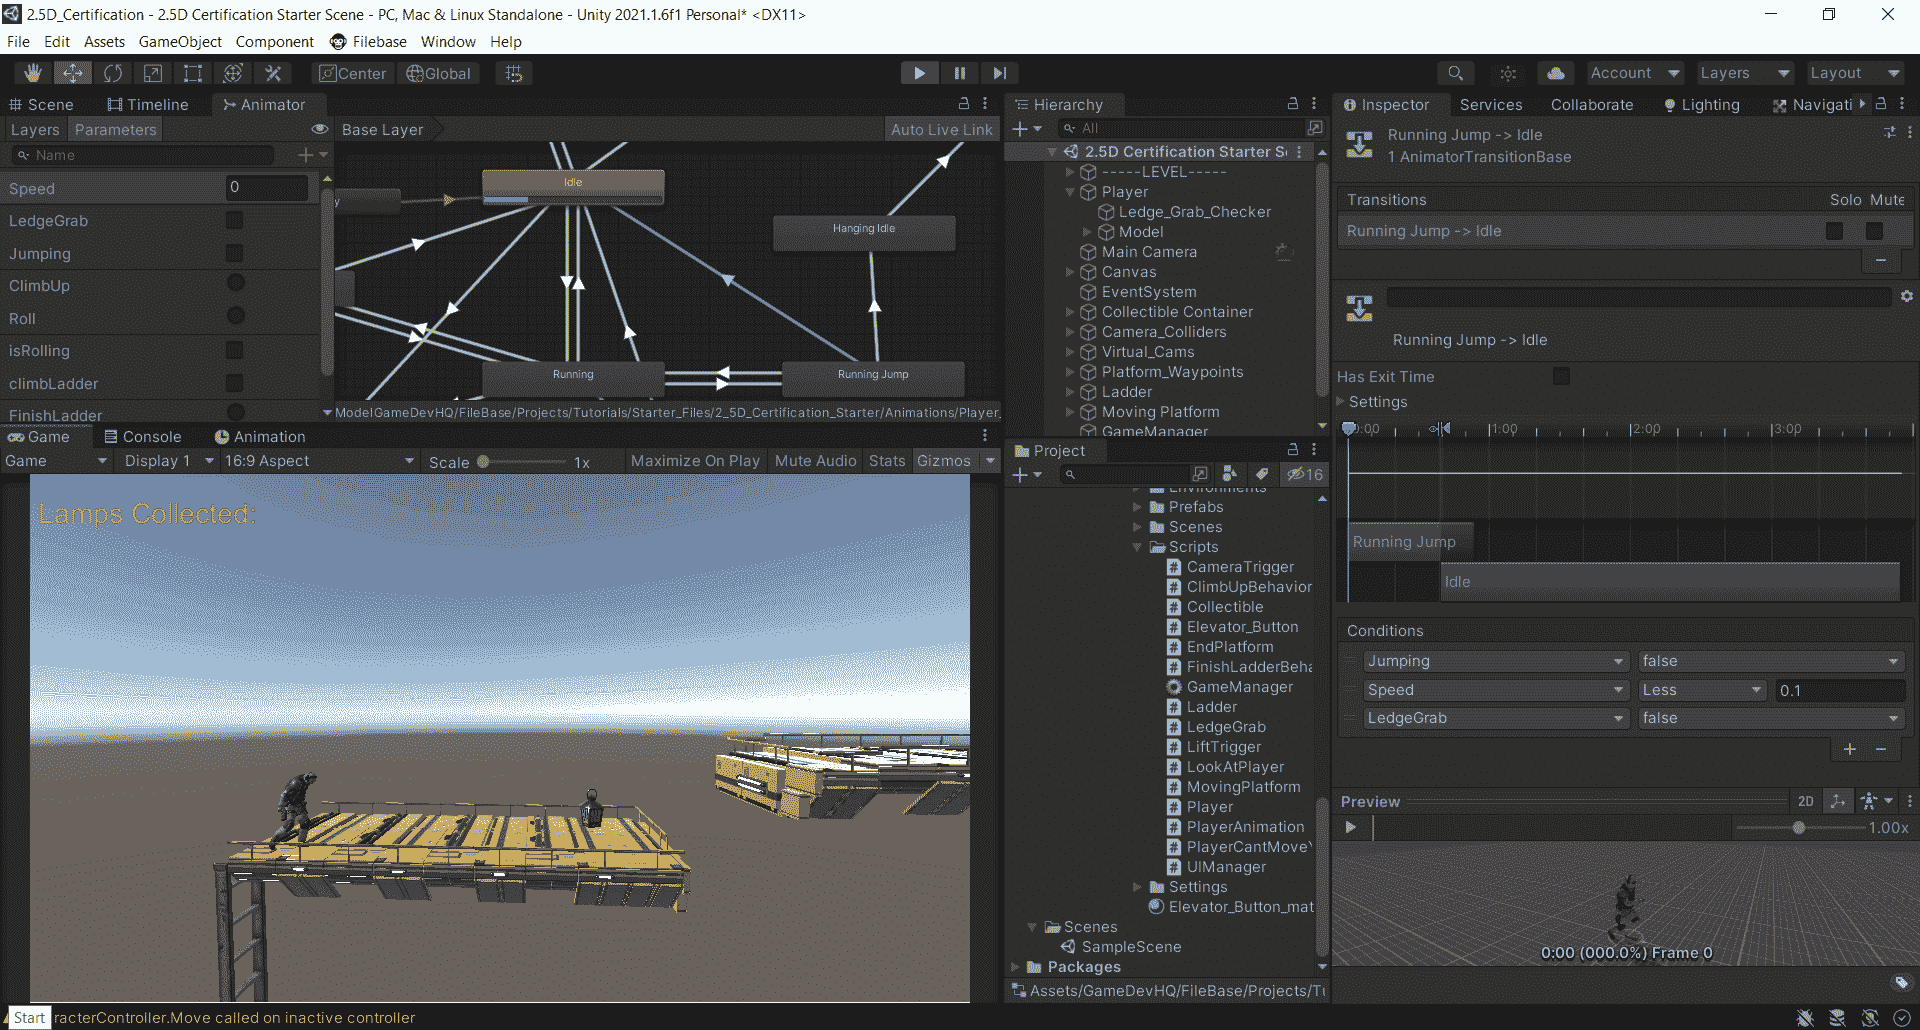 2.5D_Certification - 2.5D Certification Starter Scene - PC, Mac & Linux Standalone - Unity 2021.1.6f1 Personal* <DX11>
File Edit Assets GameObject Component Filebase Window Help
Center Global Account Layers Layout
Scene Timeline Animator
Layers Parameters Base Layer Auto Live Link
Name
Speed 0
LedgeGrab
Jumping
ClimbUp
Roll
isRolling
climbLadder
FinishLadder
y
Idle
Hanging Idle
Running
Running Jump
ModelGameDevHQ/FileBase/Projects/Tutorials/Starter_Files/2_5D_Certification_Starter/Animations/Player_
Game Console Animation
Game Display 1 16:9 Aspect Scale 1x Maximize On Play Mute Audio Stats Gizmos
Lamps Collected:
Hierarchy
All
2.5D Certification Starter S
-----LEVEL-----
Player
Ledge_Grab_Checker
Model
Main Camera
Canvas
EventSystem
Collectible Container
Camera_Colliders
Virtual_Cams
Platform_Waypoints
Ladder
Moving Platform
GameManager
Project
16
Environments
Prefabs
Scenes
Scripts
CameraTrigger
ClimbUpBehavior
Collectible
Elevator_Button
EndPlatform
FinishLadderBeha
GameManager
Ladder
LedgeGrab
LiftTrigger
LookAtPlayer
MovingPlatform
Player
PlayerAnimation
PlayerCantMove
UIManager
Settings
Elevator_Button_mat
Scenes
SampleScene
Packages
Assets/GameDevHQ/FileBase/Projects/Tu
Inspector Services Collaborate Lighting Navigati
Running Jump -> Idle
1 AnimatorTransitionBase
Transitions Solo Mute
Running Jump -> Idle
Running Jump -> Idle
Has Exit Time
Settings
0:00 1:00 2:00 3:00
Running Jump
Idle
Conditions
Jumping false
Speed Less 0.1
LedgeGrab false
Preview 2D
1.00x
0:00 (000.0%) Frame 0
Start racterController.Move called on inactive controller